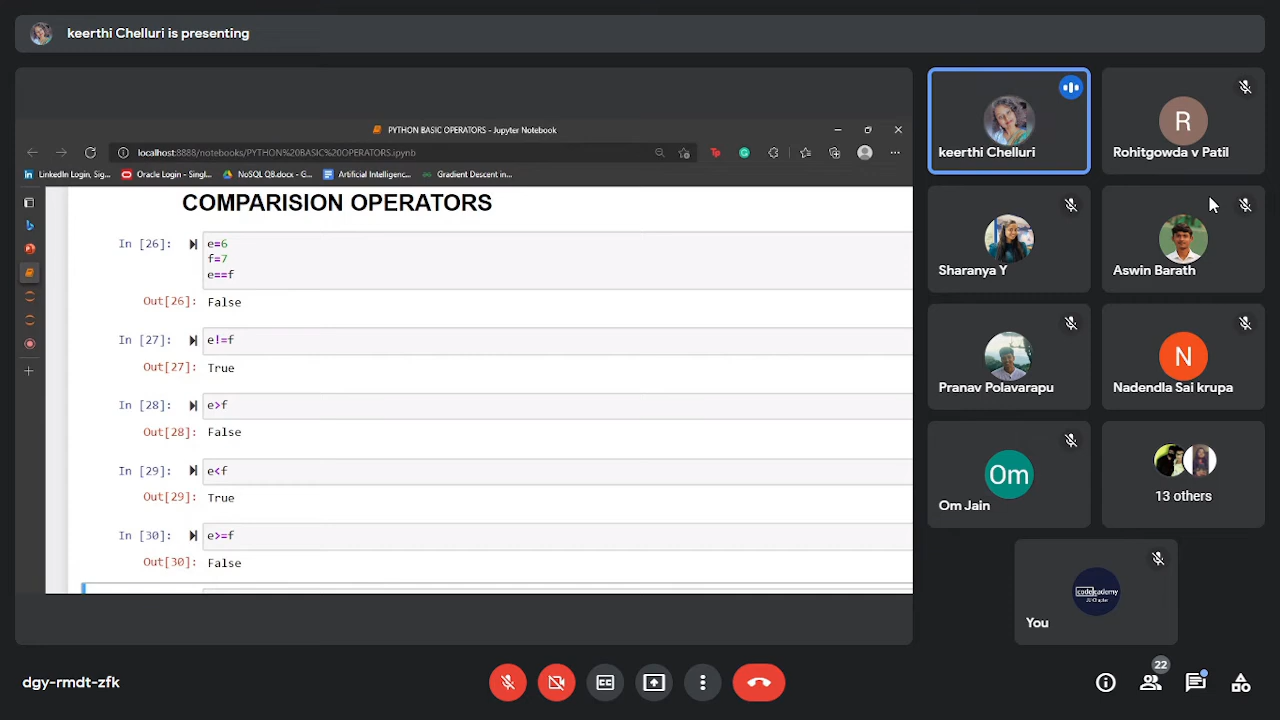 keerthi Chelluri is presenting
PYTHON BASIC OPERATORS - Jupyter Notebook
localhost:8888/notebooks/PYTHON%20BASIC%20OPERATORS.ipynb
LinkedIn Login, Sig...
Oracle Login - Singl...
NoSQL QB.docx - G...
Artificial Intelligenc...
Gradient Descent in...
COMPARISION OPERATORS
In [26]:
e=6
f=7
e==f
Out[26]: False
In [27]: e!=f
Out[27]: True
In [28]: e>f
Out[28]: False
In [29]: e<f
Out[29]: True
In [30]: e>=f
Out[30]: False
keerthi Chelluri
R
Rohitgowda v Patil
Sharanya Y
Aswin Barath
Pranav Polavarapu
N
Nadendla Sai krupa
Om
Om Jain
13 others
codecademy
You
dgy-rmdt-zfk
CC
22